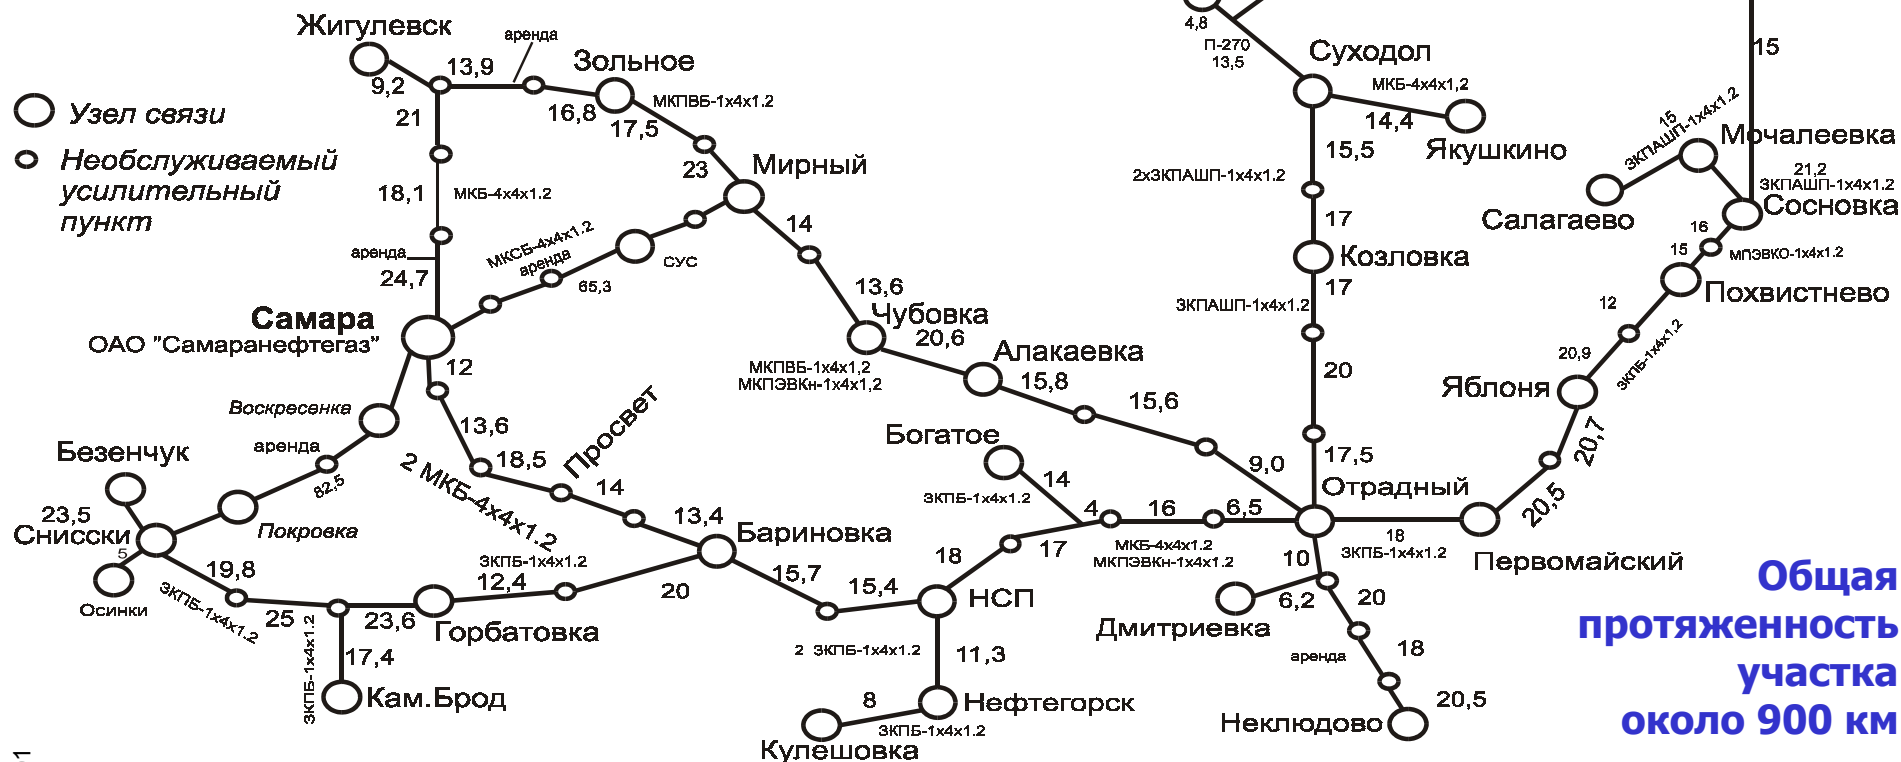 Жигулевск
аренда
Зольное
9,2
13,9
16,8
МКПВБ-1х4х1.2
17,5
21
Узел связи
Необслуживаемый
усилительный
пункт
18,1
МКБ-4х4х1.2
23
Мирный
аренда
24,7
МКСБ-4х4х1.2
аренда
65,3
сус
14
13,6
Самара
ОАО "Самаранефтегаз"
12
Чубовка
20,6
МКПВБ-1х4х1,2
МКПЭВКн-1х4х1,2
Алакаевка
15,8
15,6
9,0
4,8
П-270
13,5
Суходол
МКБ-4х4х1,2
14,4
Якушкино
15,5
2хЗКПАШП-1х4х1.2
17
Козловка
17
ЗКПАШП-1х4х1.2
20
17,5
Отрадный
15
15
ЗКПАШП-1х4х1.2
Мочалеевка
21,2
ЗКПАШП-1х4х1.2
Салагаево
Сосновка
16
15
МПЭВКО-1х4х1.2
Похвистнево
12
20,9
ЗКПБ-1х4х1,2
Яблоня
20,7
20,5
18
ЗКПБ-1х4х1.2
Первомайский
Воскресенка
аренда
82,5
Безенчук
23,5
Снисски
5
Осинки
Покровка
13,6
18,5
Просвет
2 МКБ-4х4х1.2
14
13,4
Бариновка
19,8
ЗКПБ-1х4х1.2
25
23,6
ЗКПБ-1х4х1.2
12,4
20
Горбатовка
ЗКПБ-1х4х1.2
17,4
Кам.Брод
15,7
15,4
НСП
2 ЗКПБ-1х4х1.2
11,3
Нефтегорск
8
ЗКПБ-1х4х1.2
Кулешовка
Богатое
14
ЗКПБ-1х4х1.2
4
16
6,5
18
17
МКБ-4х4х1.2
МКПЭВКн-1х4х1.2
10
6,2
Дмитриевка
20
аренда
18
20,5
Неклюдово
Общая
протяженность
участка
около 900 км
1